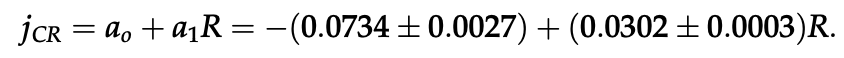 j_{CR} = a_o + a_1R = −(0.0734 ± 0.0027) + (0.0302 ± 0.0003)R.